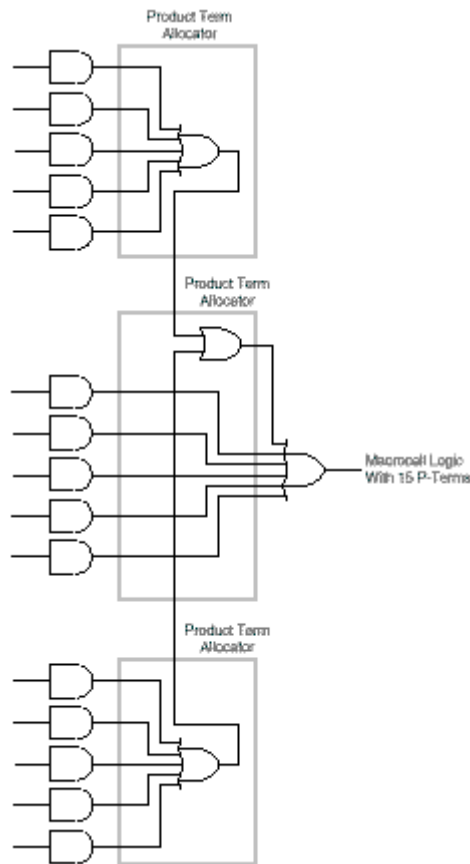 Product Term
Allocator
Product Term
Allocator
Macrocell Logic
With 15 P-Terms
Product Term
Allocator